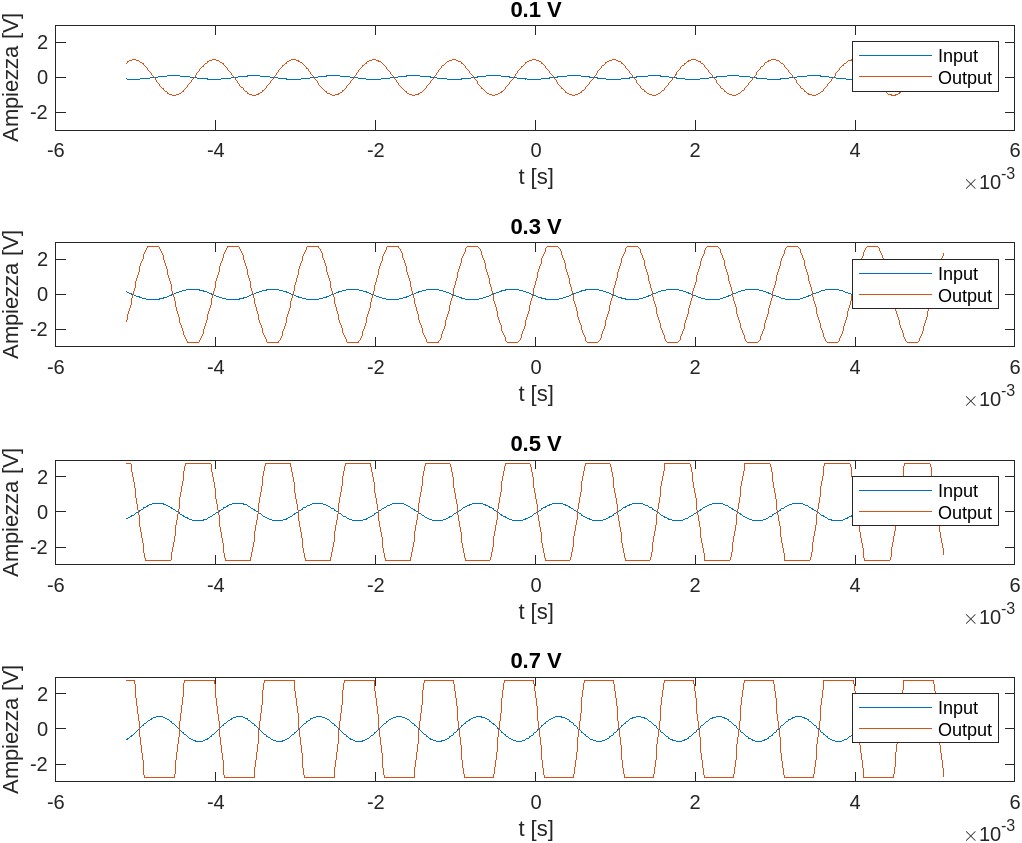 0.1 V
Ampiezza [V]
2
0
-2
Input
Output
-6 -4 -2 0 2 4 6
t [s]
×10-3
0.3 V
Ampiezza [V]
2
0
-2
Input
Output
-6 -4 -2 0 2 4 6
t [s]
×10-3
0.5 V
Ampiezza [V]
2
0
-2
Input
Output
-6 -4 -2 0 2 4 6
t [s]
×10-3
0.7 V
Ampiezza [V]
2
0
-2
Input
Output
-6 -4 -2 0 2 4 6
t [s]
×10-3